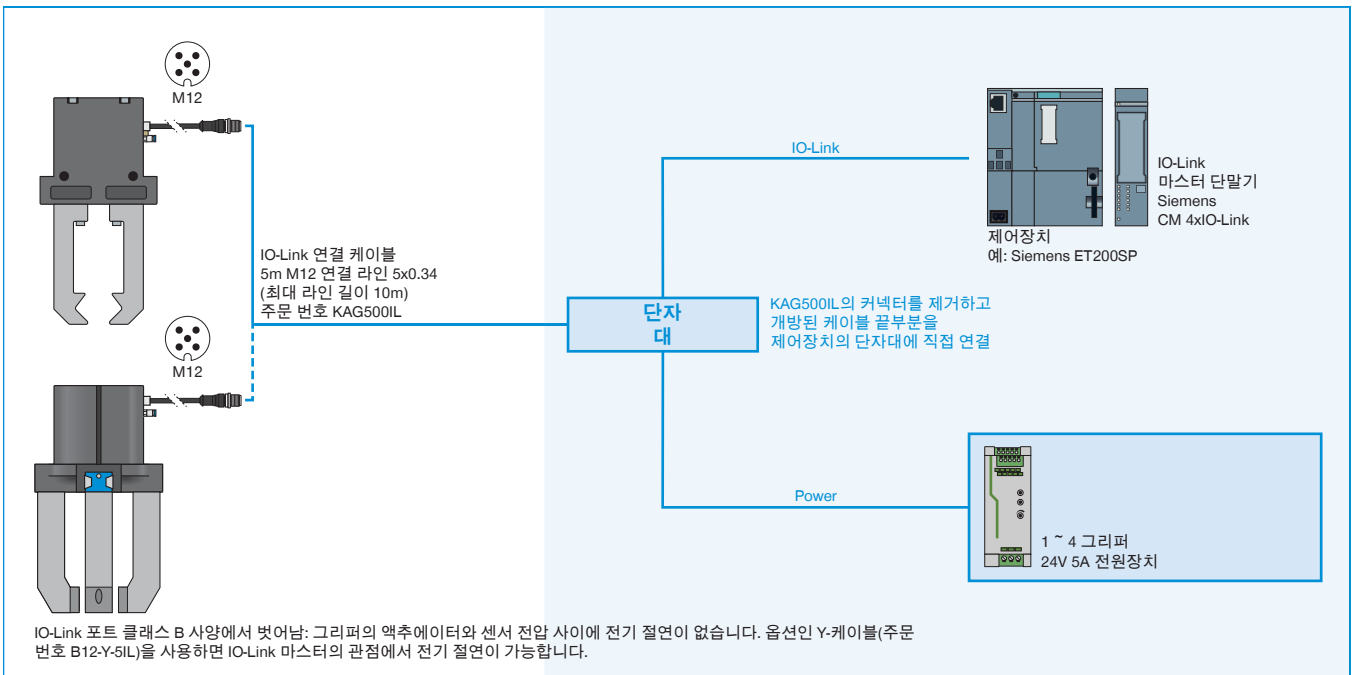 M12
IO-Link 연결 케이블
5m M12 연결 라인 5x0.34
(최대 라인 길이 10m)
주문 번호 KAG500IL
M12
단자
대
IO-Link
제어장치
예: Siemens ET200SP
IO-Link
마스터 단말기
Siemens
CM 4xIO-Link
KAG500IL의 커넥터를 제거하고
개방된 케이블 끝부분을
제어장치의 단자대에 직접 연결
Power
1 ~ 4 그리퍼
24V 5A 전원장치
IO-Link 포트 클래스 B 사양에서 벗어남: 그리퍼의 액추에이터와 센서 전압 사이에 전기 절연이 없습니다. 옵션인 Y-케이블(주문
번호 B12-Y-5IL)을 사용하면 IO-Link 마스터의 관점에서 전기 절연이 가능합니다.